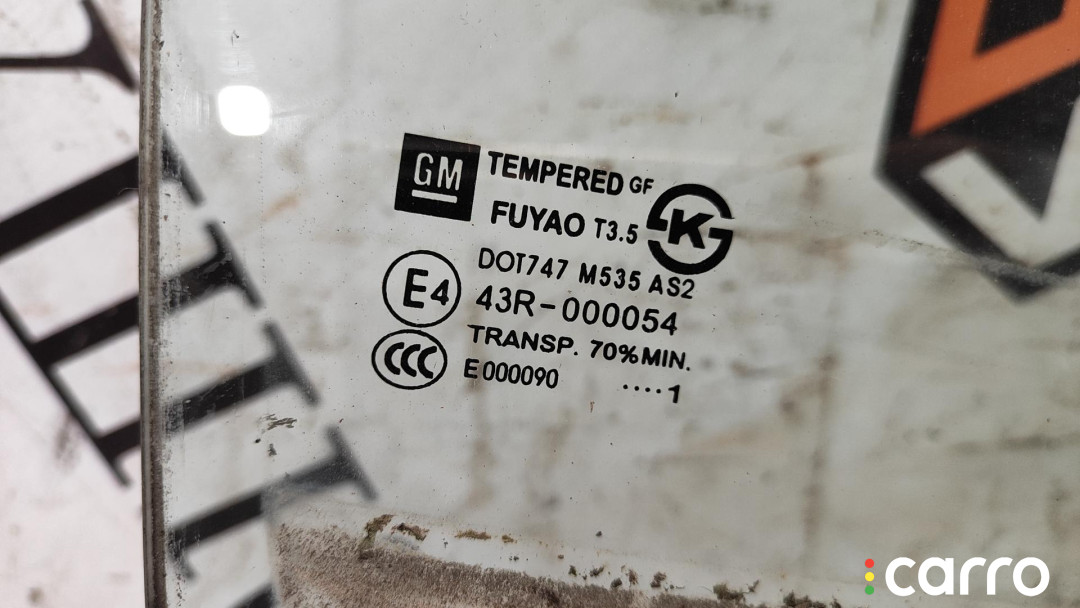 GM TEMPERED GF
FUYAO T3.5 K
DOT747 M535 AS2
E4 43R-000054
TRANSP. 70%MIN.
CCC E000090 ....1
carro